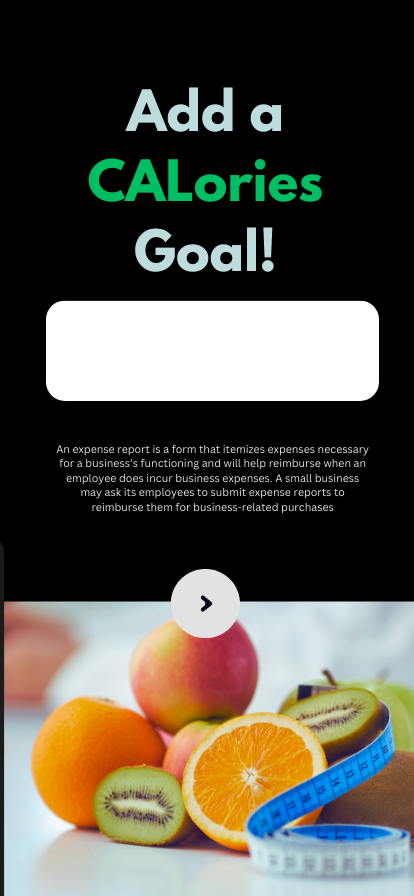 Add a
CALories
Goal!
An expense report is a form that itemizes expenses necessary
for a business's functioning and will help reimburse when an
employee does incur business expenses. A small business
may ask its employees to submit expense reports to
reimburse them for business-related purchases